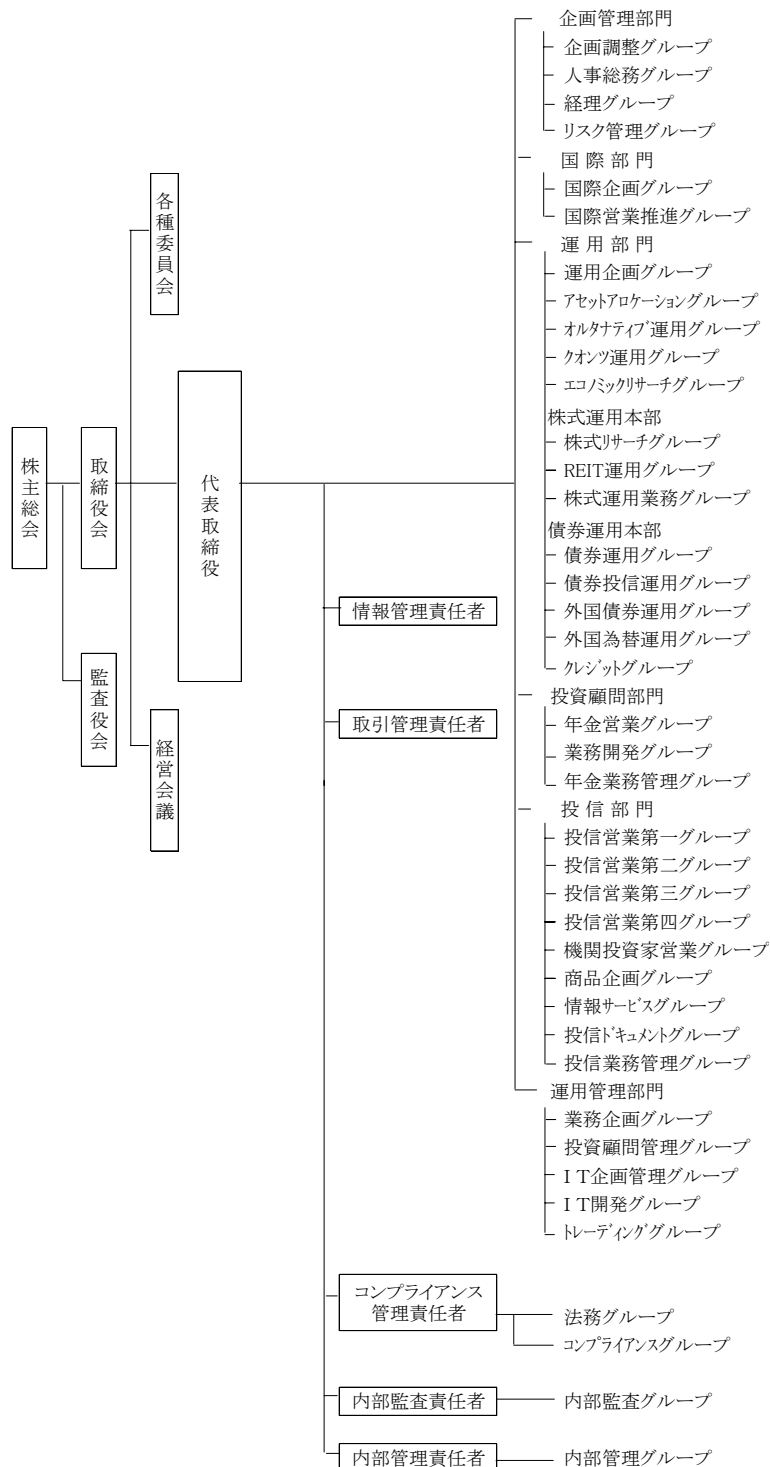 株主総会
取締役会
監査役会
各種委員会
経営会議
代表取締役
情報管理責任者
取引管理責任者
企画管理部門
企画調整グループ
人事総務グループ
経理グループ
リスク管理グループ
国際部門
国際企画グループ
国際営業推進グループ
運用部門
運用企画グループ
アセットアロケーショングループ
オルタナティブ運用グループ
クオンツ運用グループ
エコノミックリサーチグループ
株式運用本部
株式リサーチグループ
REIT運用グループ
株式運用業務グループ
債券運用本部
債券運用グループ
債券投信運用グループ
外国債券運用グループ
外国為替運用グループ
クレジットグループ
投資顧問部門
年金営業グループ
業務開発グループ
年金業務管理グループ
投信部門
投信営業第一グループ
投信営業第二グループ
投信営業第三グループ
投信営業第四グループ
機関投資家営業グループ
商品企画グループ
情報サービスグループ
投信ドキュメントグループ
投信業務管理グループ
運用管理部門
業務企画グループ
投資顧問管理グループ
IT企画管理グループ
IT開発グループ
トレーディンググループ
コンプライアンス
管理責任者
法務グループ
コンプライアンスグループ
内部監査責任者
内部監査グループ
内部管理責任者
内部管理グループ